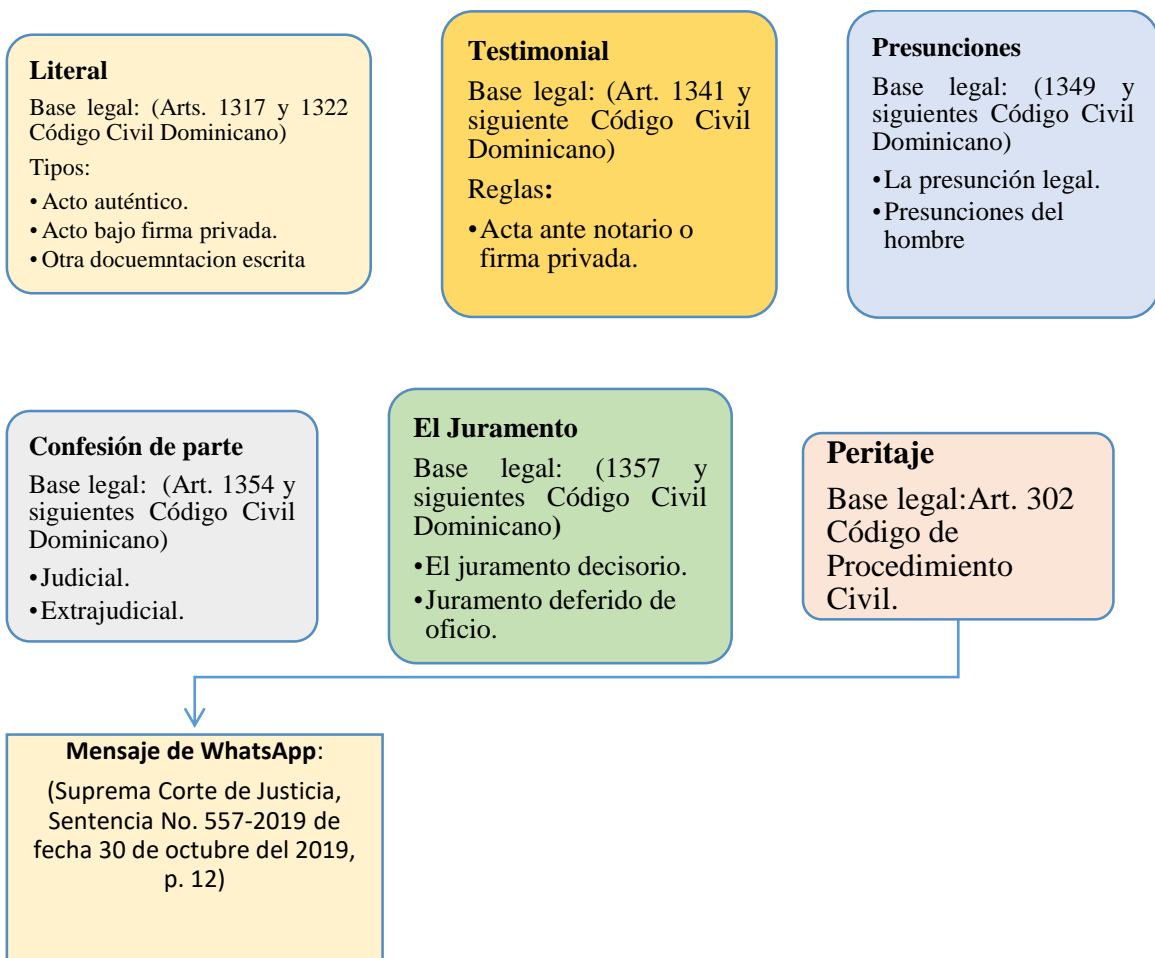 Literal
Base legal: (Arts. 1317 y 1322
Código Civil Dominicano)
Tipos:
•Acto auténtico.
•Acto bajo firma privada.
•Otra docuemntacion escrita
Testimonial
Base legal: (Art. 1341 y
siguiente Código Civil
Dominicano)
Reglas:
•Acta ante notario o
firma privada.
Presunciones
Base legal: (1349 y
siguientes Código Civil
Dominicano)
•La presunción legal.
•Presunciones del
hombre
Confesión de parte
Base legal: (Art. 1354 y
siguientes Código Civil
Dominicano)
•Judicial.
•Extrajudicial.
El Juramento
Base legal: (1357 y
siguientes Código Civil
Dominicano)
•El juramento decisorio.
•Juramento deferido de
oficio.
Peritaje
Base legal:Art. 302
Código de
Procedimiento
Civil.
Mensaje de WhatsApp:
(Suprema Corte de Justicia,
Sentencia No. 557-2019 de
fecha 30 de octubre del 2019,
p. 12)